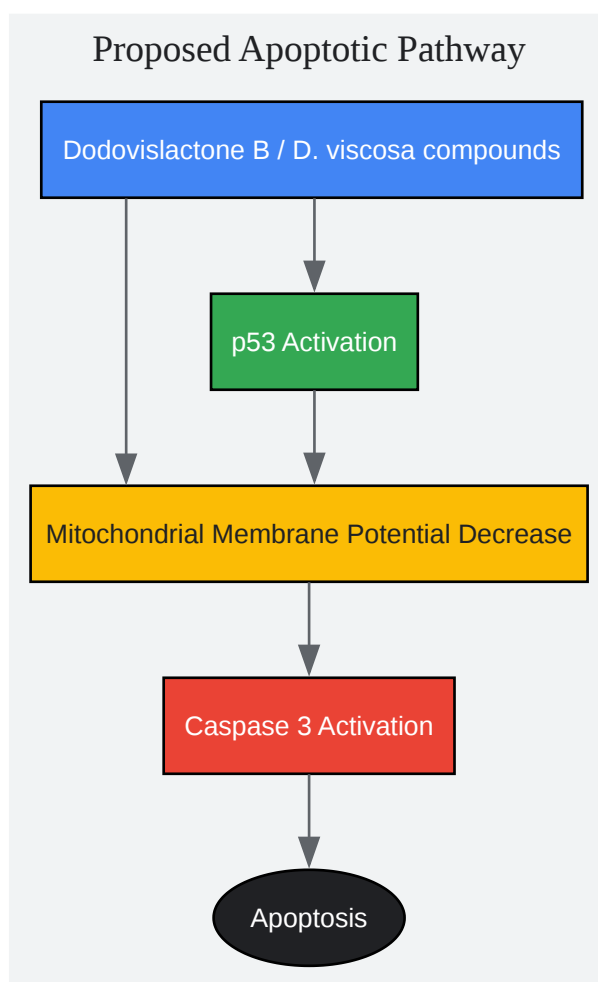 Proposed Apoptotic Pathway
Dodovislactone B / D. viscosa compounds
p53 Activation
Mitochondrial Membrane Potential Decrease
Caspase 3 Activation
Apoptosis